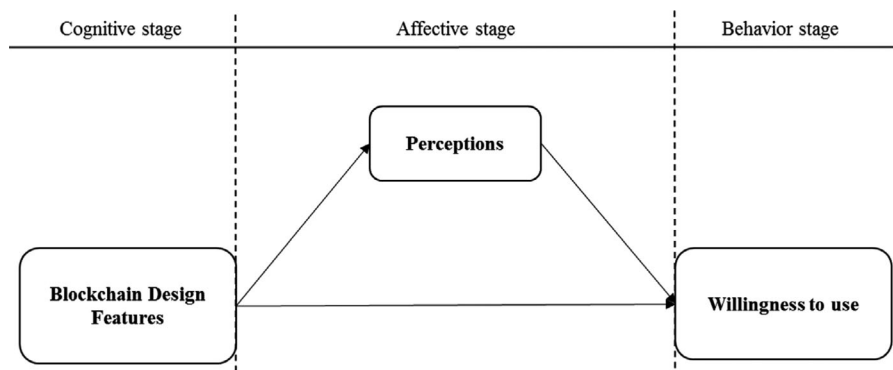 Cognitive stage
Affective stage
Behavior stage
Perceptions
Blockchain Design
Features
Willingness to use